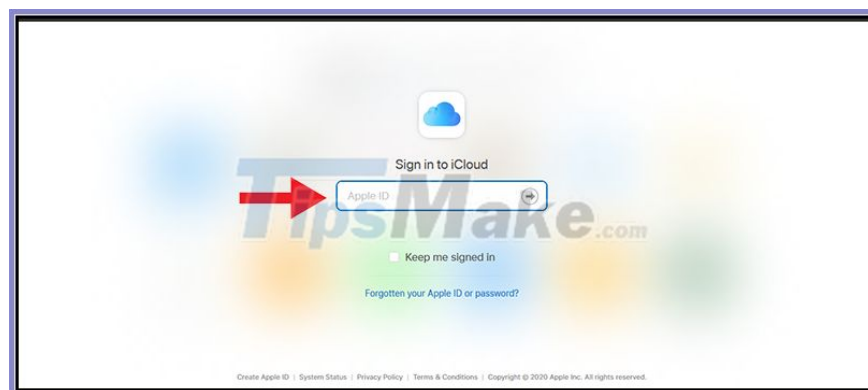 Sign in to iCloud
Apple ID
TipsMake.com
Keep me signed in
Forgotten your Apple ID or password?
Create Apple ID | System Status | Privacy Policy | Terms & Conditions | Copyright © 2020 Apple Inc. All rights reserved.